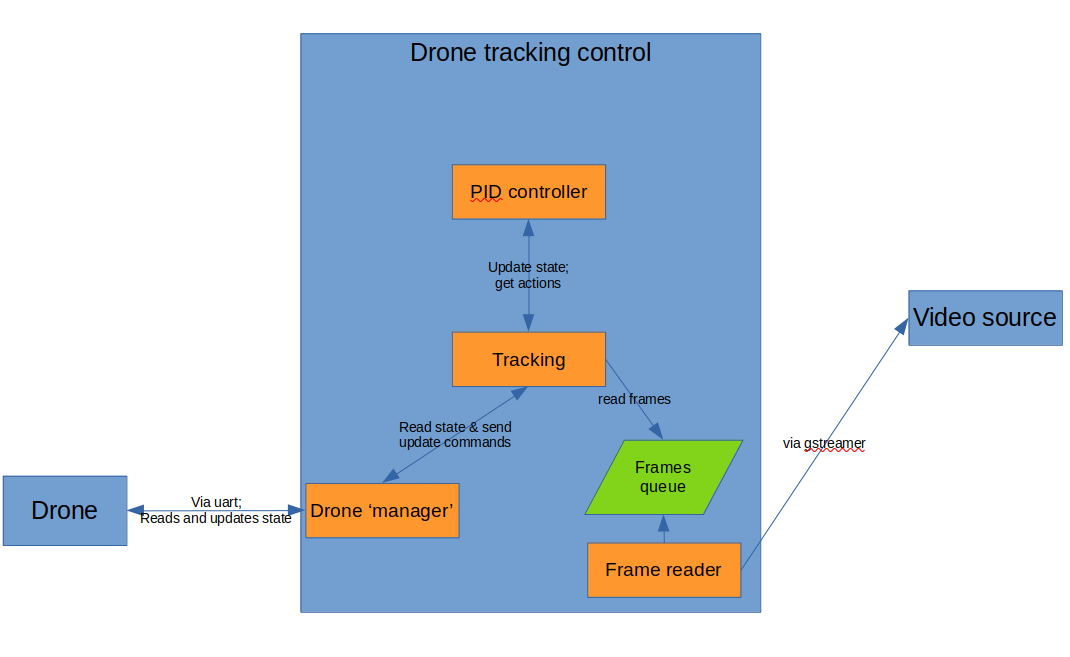 Drone tracking control
PID controller
Update state;
get actions
Video source
Tracking
read frames
Read state & send
update commands
via gstreamer
Frames
queue
Drone
Via uart;
Reads and updates state
Drone ‘manager’
Frame reader